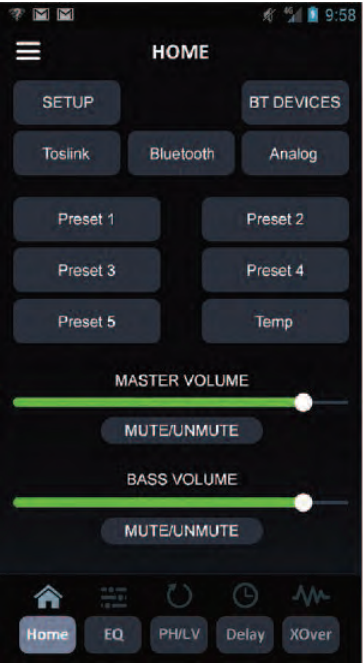 9:58
HOME
SETUP BT DEVICES
Toslink Bluetooth Analog
Preset 1 Preset 2
Preset 3 Preset 4
Preset 5 Temp
MASTER VOLUME
MUTE/UNMUTE
BASS VOLUME
MUTE/UNMUTE
Home EQ PH/LV Delay XOver